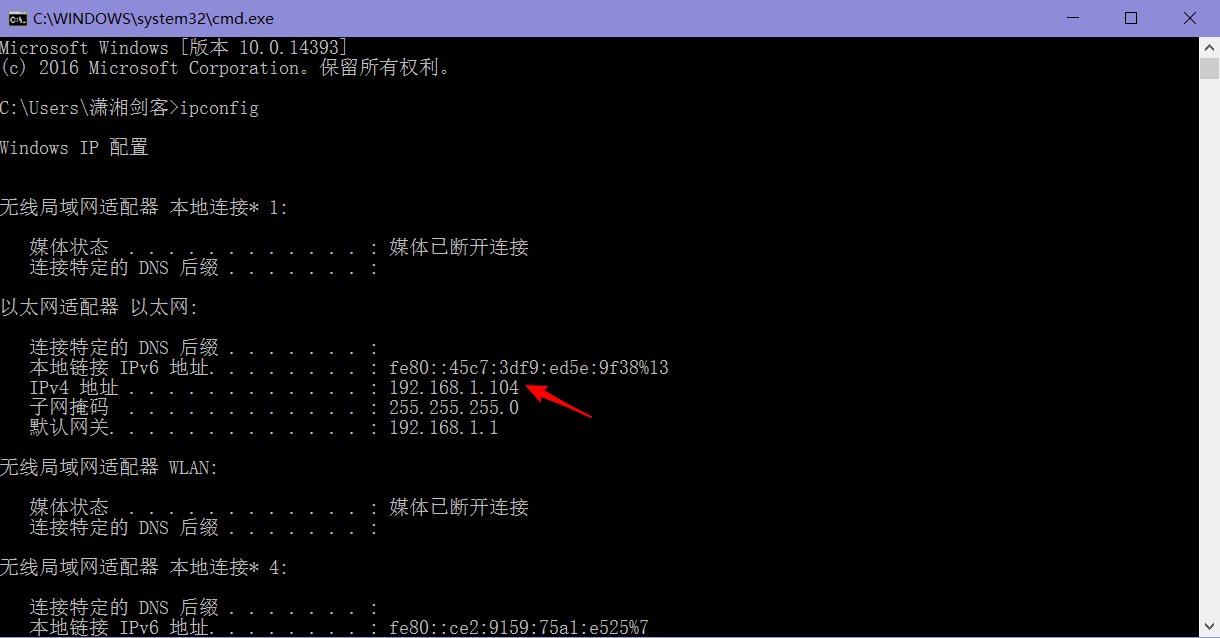 C:\WINDOWS\system32\cmd.exe
Microsoft Windows [版本 10.0.14393]
(c) 2016 Microsoft Corporation。保留所有权利。
C:\Users\潇湘剑客>ipconfig
Windows IP 配置
无线局域网适配器 本地连接* 1:
媒体状态 . . . . . . . . . . . . : 媒体已断开连接
连接特定的 DNS 后缀 . . . . . . . :
以太网适配器 以太网:
连接特定的 DNS 后缀 . . . . . . . :
本地链接 IPv6 地址. . . . . . . . : fe80::45c7:3df9:ed5e:9f38%13
IPv4 地址 . . . . . . . . . . . . : 192.168.1.104
子网掩码 . . . . . . . . . . . . : 255.255.255.0
默认网关. . . . . . . . . . . . . : 192.168.1.1
无线局域网适配器 WLAN:
媒体状态 . . . . . . . . . . . . : 媒体已断开连接
连接特定的 DNS 后缀 . . . . . . . :
无线局域网适配器 本地连接* 4:
连接特定的 DNS 后缀 . . . . . . . :
本地链接 IPv6 地址. . . . . . . . : fe80::ce2:9159:75a1:e525%7